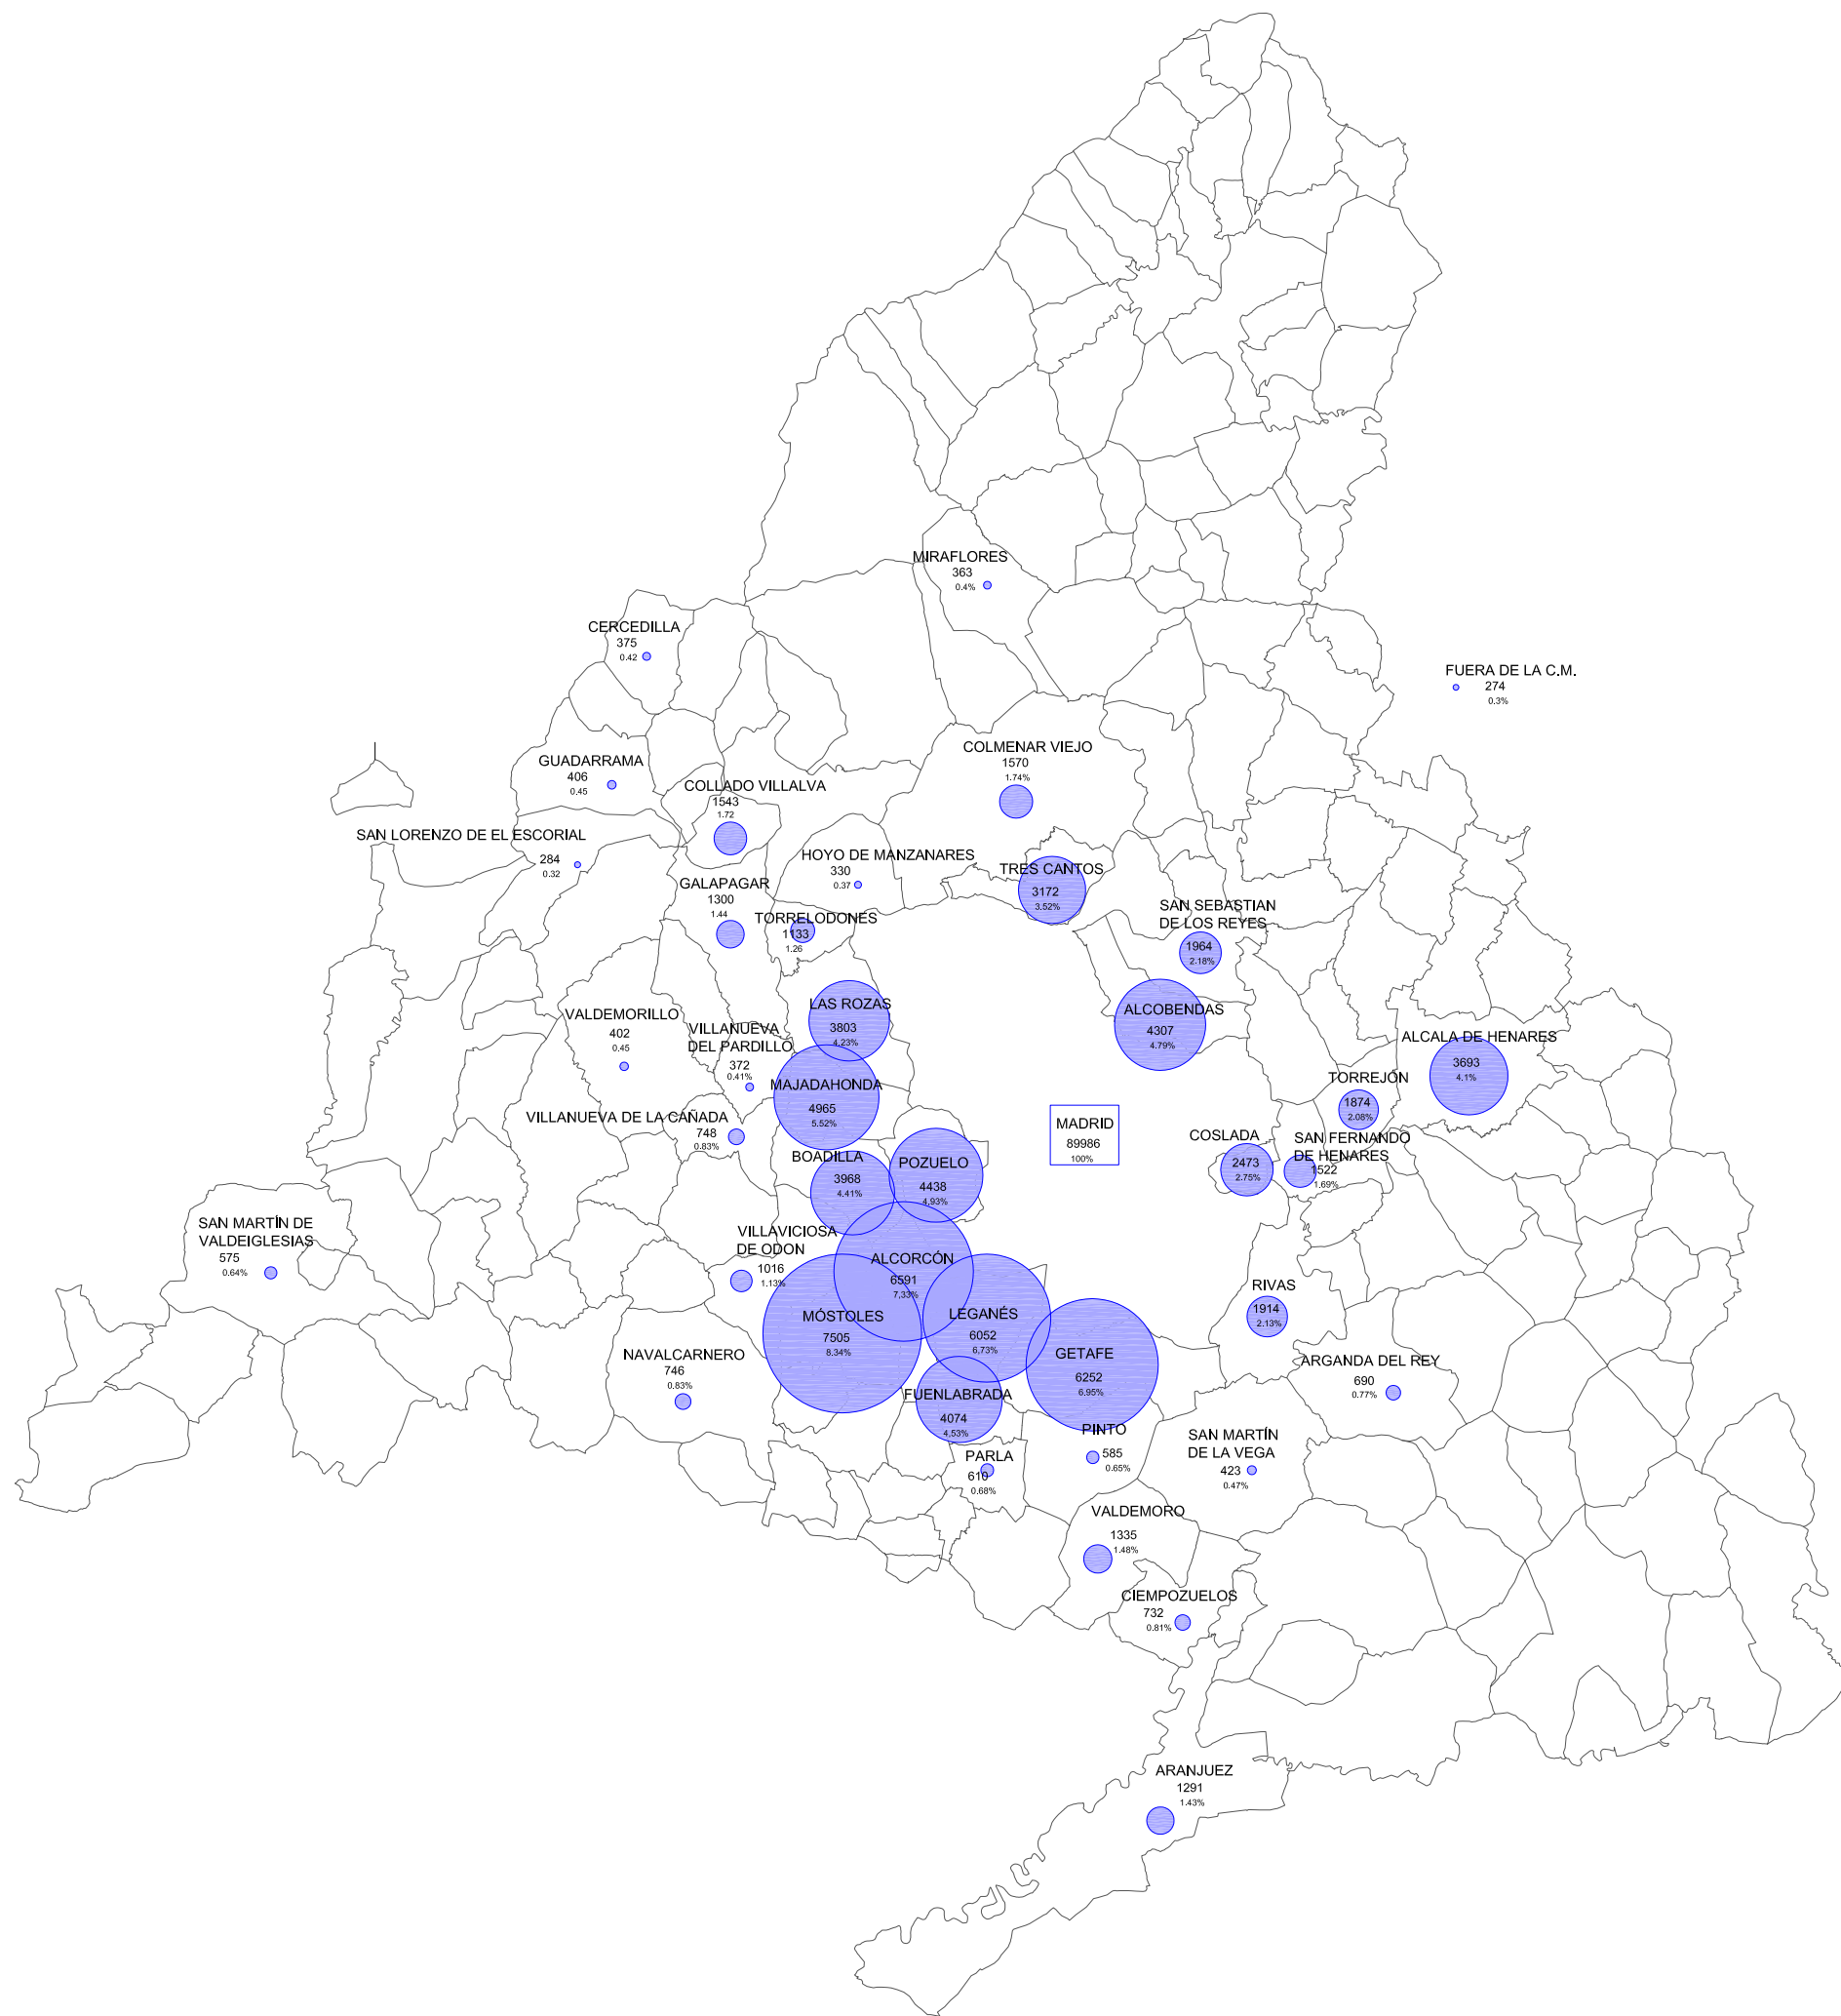 MIRAFLORES
363
0.4%
CERCEDILLA
375
0.42
FUERA DE LA C.M.
274
0.3%
COLMENAR VIEJO
1570
1.74%
GUADARRAMA
406
0.45
COLLADO VILLALVA
1543
1.72
SAN LORENZO DE EL ESCORIAL
284
0.32
HOYO DE MANZANARES
330
0.37
TRES CANTOS
3172
3.52%
GALAPAGAR
1300
1.44
TORRELODONES
1133
1.26
SAN SEBASTIAN
DE LOS REYES
1964
2.18%
LAS ROZAS
3803
4.23%
ALCOBENDAS
4307
4.79%
VALDEMORILLO
402
0.45
VILLANUEVA
DEL PARDILLO
372
0.41%
ALCALA DE HENARES
3693
4.1%
MAJADAHONDA
4965
5.52%
TORREJÓN
1874
2.08%
VILLANUEVA DE LA CAÑADA
748
0.83%
MADRID
89986
100%
COSLADA
2473
2.75%
SAN FERNANDO
DE HENARES
1522
1.69%
BOADILLA
3968
4.41%
POZUELO
4438
4.93%
SAN MARTÍN DE
VALDEIGLESIAS
575
0.64%
VILLAVICIOSA
DE ODON
1016
1.13%
ALCORCÓN
6591
7,33%
RIVAS
1914
2.13%
MÓSTOLES
7505
8.34%
LEGANÉS
6052
6.73%
GETAFE
6252
6.95%
NAVALCARNERO
746
0.83%
ARGANDA DEL REY
690
0.77%
FUENLABRADA
4074
4.53%
PINTO
585
0.65%
SAN MARTÍN
DE LA VEGA
423
0.47%
PARLA
610
0.68%
VALDEMORO
1335
1.48%
CIEMPOZUELOS
732
0.81%
ARANJUEZ
1291
1.43%